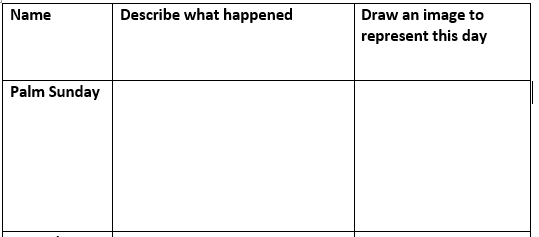 Name
Describe what happened
Draw an image to
represent this day
Palm Sunday